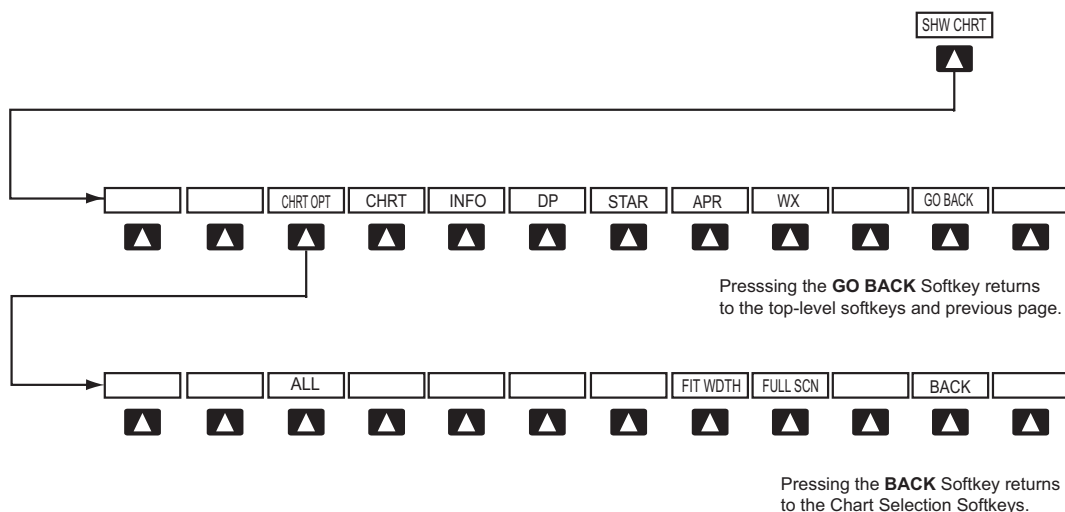 SHW CHRT
CHRT OPT CHRT INFO DP STAR APR WX GO BACK
Presssing the GO BACK Softkey returns
to the top-level softkeys and previous page.
ALL FIT WDTH FULL SCN BACK
Pressing the BACK Softkey returns
to the Chart Selection Softkeys.